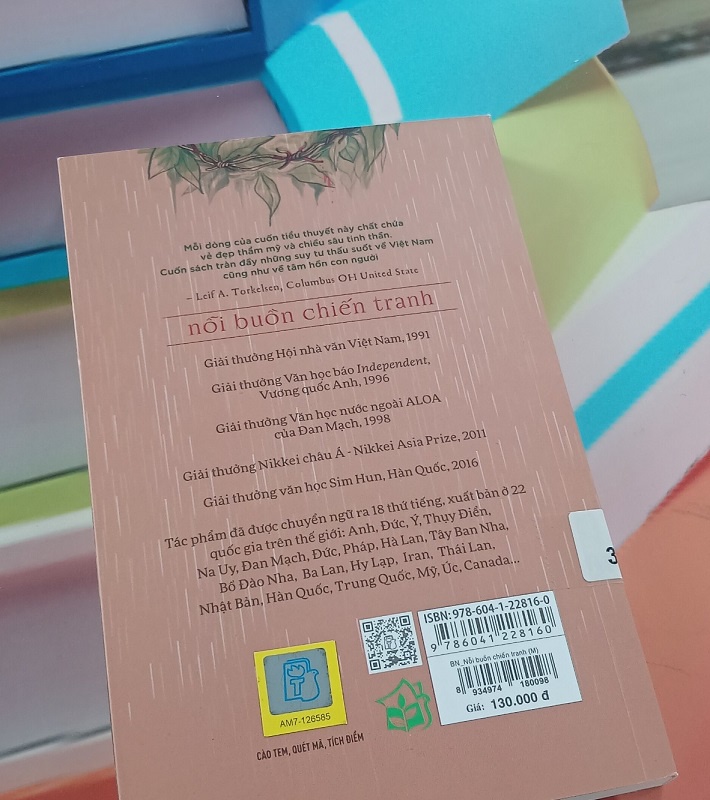 Mỗi dòng của cuốn tiểu thuyết này chất chứa
vẻ đẹp thẩm mỹ và chiều sâu tinh thần.
Cuốn sách tràn đầy những suy tư thấu suốt về Việt Nam
cũng như về tâm hồn con người
– Leif A. Torkelsen, Columbus OH United State
nỗi buồn chiến tranh
Giải thưởng Hội nhà văn Việt Nam, 1991
Giải thưởng Văn học báo Independent,
Vương quốc Anh, 1996
Giải thưởng Văn học nước ngoài ALOA
của Đan Mạch, 1998
Giải thưởng Nikkei châu Á - Nikkei Asia Prize, 2011
Giải thưởng văn học Sim Hun, Hàn Quốc, 2016
Tác phẩm đã được chuyển ngữ ra 18 thứ tiếng, xuất bản ở 22
quốc gia trên thế giới: Anh, Đức, Ý, Thụy Điển,
Na Uy, Đan Mạch, Đức, Pháp, Hà Lan, Tây Ban Nha,
Bồ Đào Nha, Ba Lan, Hy Lạp, Iran, Thái Lan,
Nhật Bản, Hàn Quốc, Trung Quốc, Mỹ, Úc, Canada...
3
ISBN: 978-604-1-22816-0
9 786041 228160
BN_Nỗi buồn chiến tranh (M)
8 934974 180098
Giá: 130.000 đ
T
AM7-126585
CÀO TEM, QUÉT MÃ, TÍCH ĐIỂM